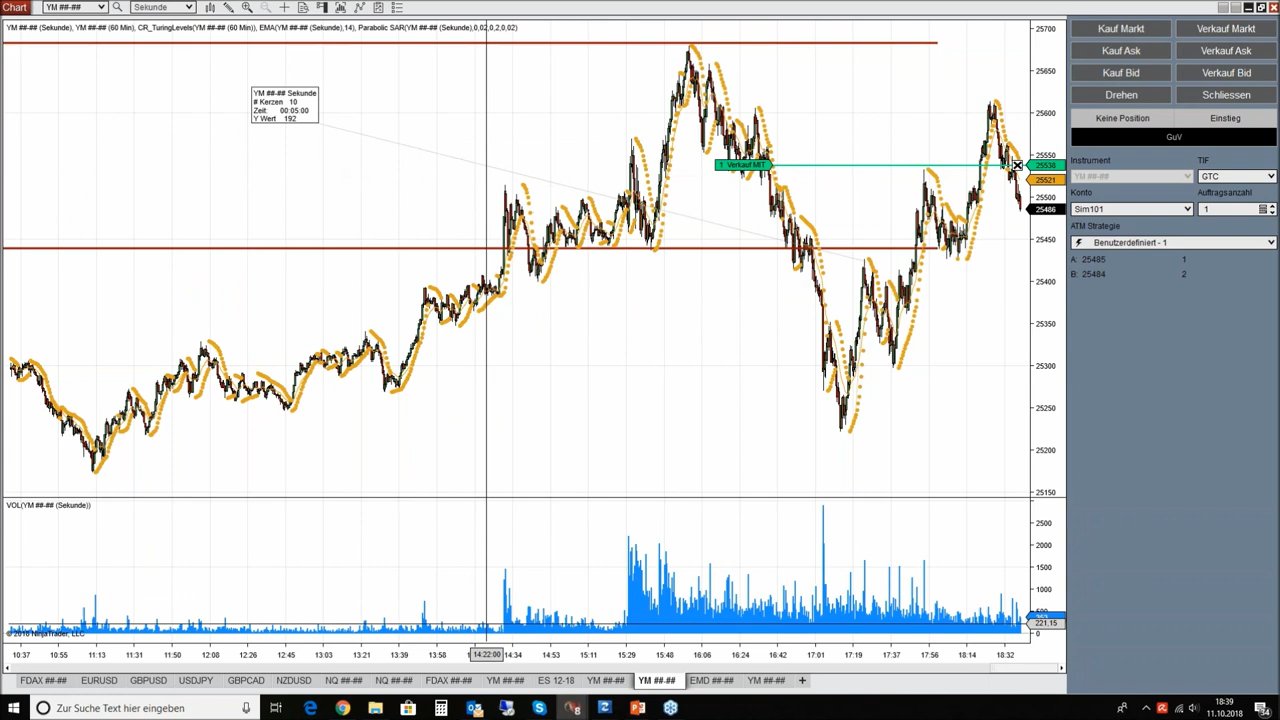 Chart YM ##-## Sekunde
YM ##-## (Sekunde), YM ##-## (60 Min), CR_TuringLevels(YM ##-## (60 Min)), EMA(YM ##-## (Sekunde),14), Parabolic SAR(YM ##-## (Sekunde),0,02,0,2,0,02)
YM ##-## Sekunde
# Kerzen 10
Zeit: 00:05:00
Y Wert 192
1 Verkauf MIT
25700
25650
25600
25550
25538
25521
25500
25486
25450
25400
25350
25300
25250
25200
25150
VOL(YM ##-## (Sekunde))
2500
2000
1500
1000
500
221,15
0
© 2018 NinjaTrader, LLC
10:37 10:55 11:13 11:31 11:50 12:08 12:26 12:45 13:03 13:21 13:39 13:58 14:22:00 14:34 14:53 15:11 15:29 15:48 16:06 16:24 16:42 17:01 17:19 17:37 17:56 18:14 18:32
FDAX ##-## EURUSD GBPUSD USDJPY GBPCAD NZDUSD NQ ##-## NQ ##-## FDAX ##-## YM ##-## ES 12-18 YM ##-## YM ##-## EMD ##-## YM ##-## +
Kauf Markt Verkauf Markt
Kauf Ask Verkauf Ask
Kauf Bid Verkauf Bid
Drehen Schliessen
Keine Position Einstieg
GuV
Instrument TIF
YM ##-## GTC
Konto Auftragsanzahl
Sim101 1
ATM Strategie
Benutzerdefiniert - 1
A: 25485 1
B: 25484 2
Zur Suche Text hier eingeben
18:39
11.10.2018
34